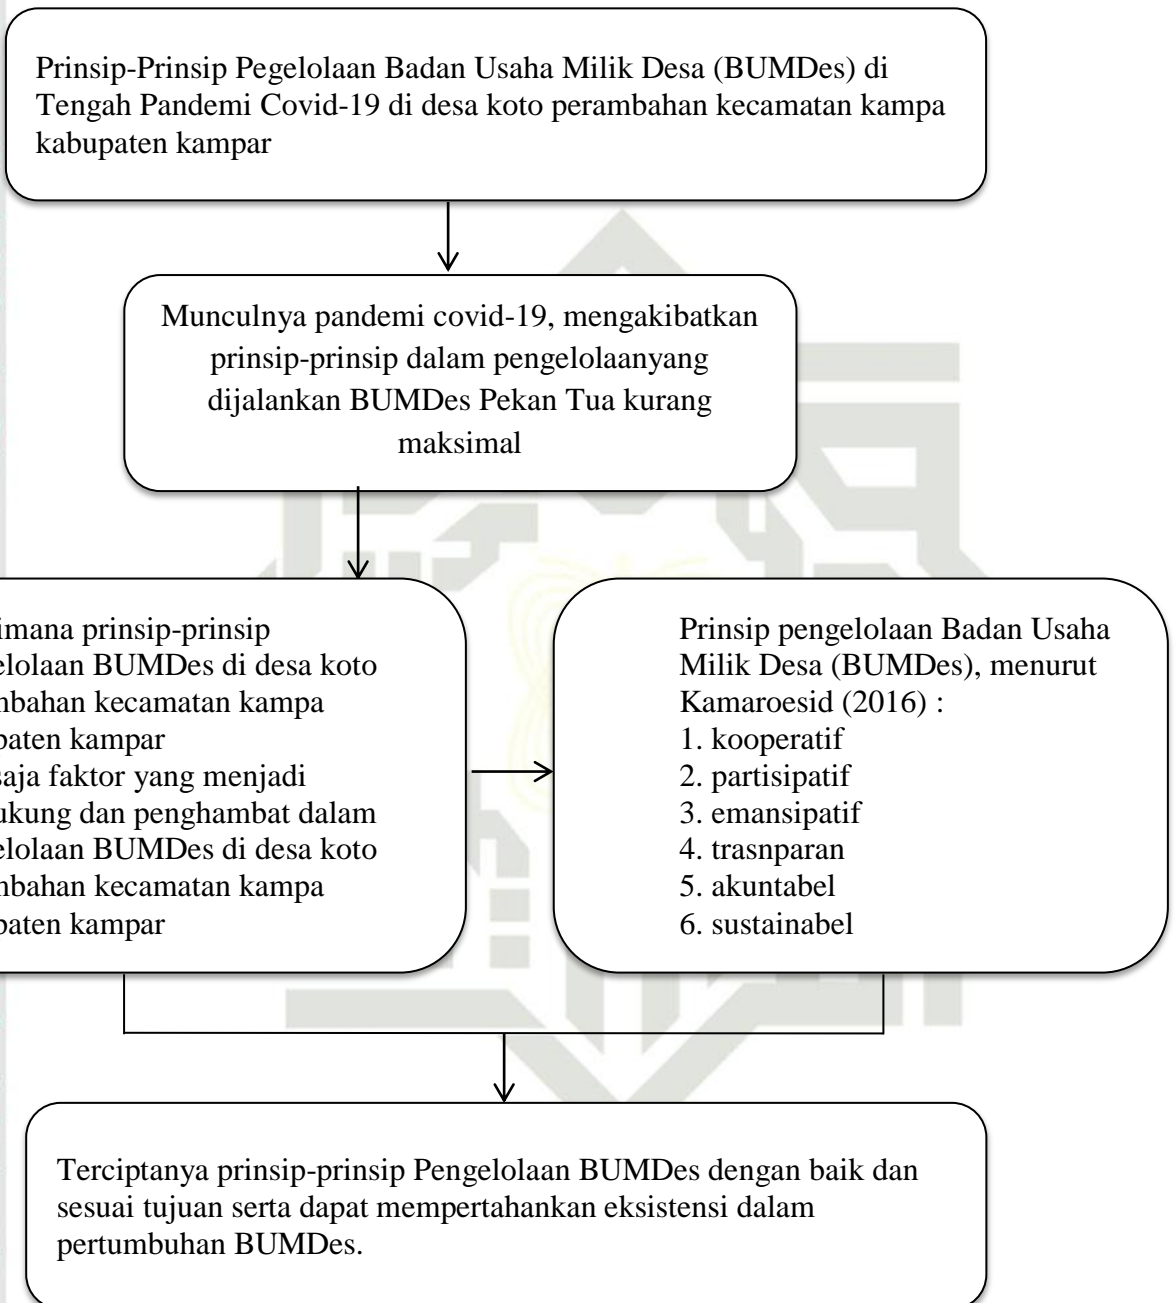 Prinsip-Prinsip Pegelolaan Badan Usaha Milik Desa (BUMDes) di
Tengah Pandemi Covid-19 di desa koto perambahan kecamatan kampa
kabupaten kampar
Munculnya pandemi covid-19, mengakibatkan
prinsip-prinsip dalam pengelolaanyang
dijalankan BUMDes Pekan Tua kurang
maksimal
imana prinsip-prinsip
elolaan BUMDes di desa koto
mbahan kecamatan kampa
paten kampar
saja faktor yang menjadi
ukung dan penghambat dalam
elolaan BUMDes di desa koto
mbahan kecamatan kampa
paten kampar
Prinsip pengelolaan Badan Usaha
Milik Desa (BUMDes), menurut
Kamaroesid (2016) :
1. kooperatif
2. partisipatif
3. emansipatif
4. trasnparan
5. akuntabel
6. sustainabel
Terciptanya prinsip-prinsip Pengelolaan BUMDes dengan baik dan
sesuai tujuan serta dapat mempertahankan eksistensi dalam
pertumbuhan BUMDes.